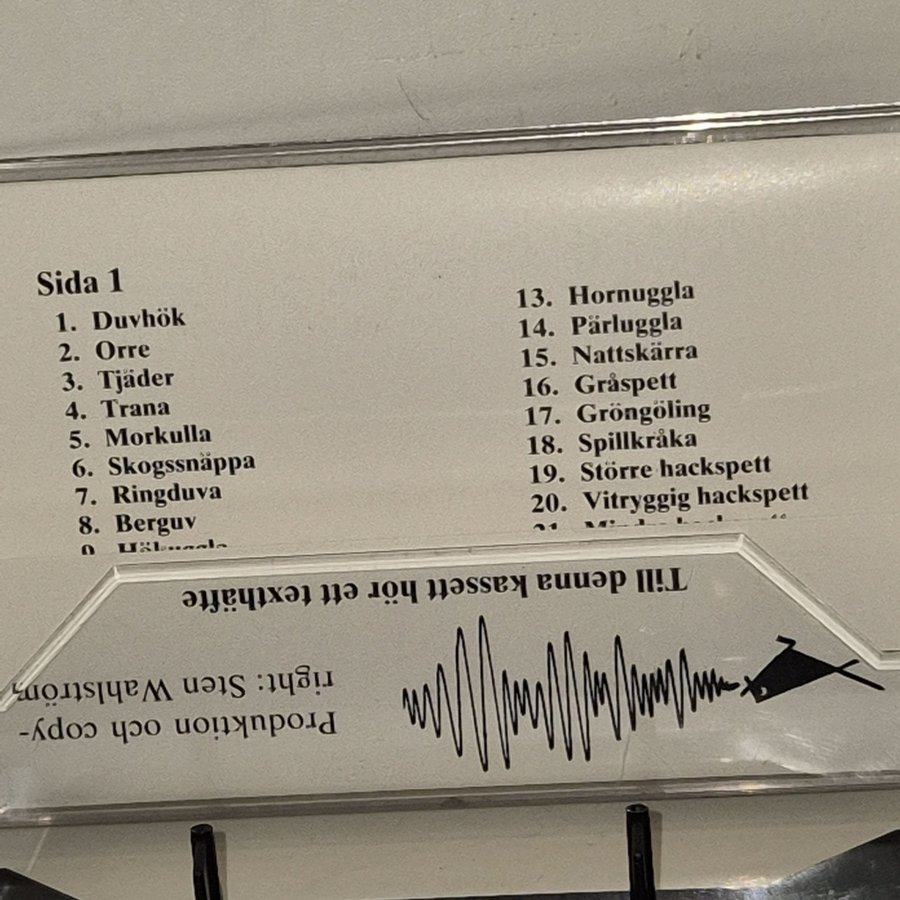 Sida 1
1. Duvhök
2. Orre
3. Tjäder
4. Trana
5. Morkulla
6. Skogssnäppa
7. Ringduva
8. Berguv
13. Hornuggla
14. Pärluggla
15. Nattskärra
16. Gråspett
17. Gröngöling
18. Spillkråka
19. Större hackspett
20. Vitryggig hackspett
Till denna kassett hör ett texthäfte
Produktion och copy-
right: Sten Wahlström,